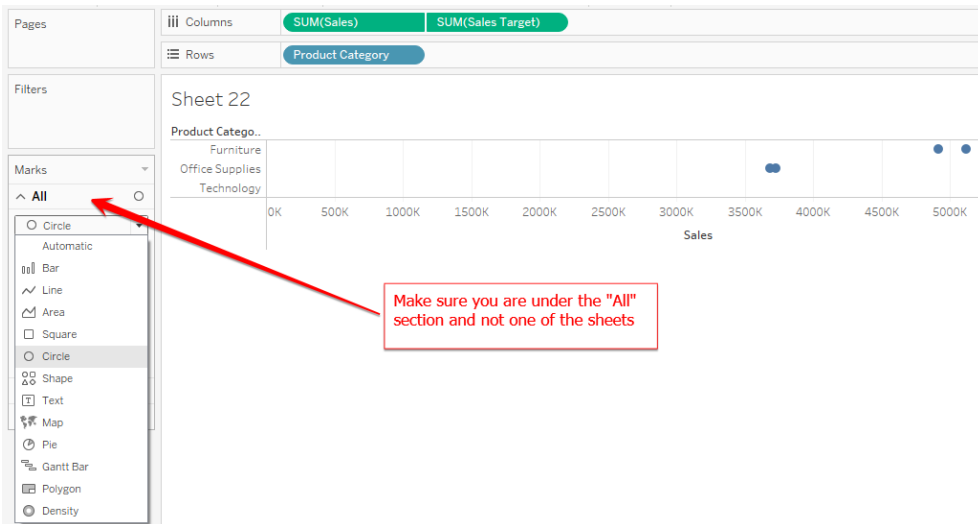 Pages
iii Columns
SUM(Sales)
SUM(Sales Target)
Rows
Product Category
Filters
Sheet 22
Product Catego..
Furniture
Office Supplies
Technology
0K
500K
1000K
1500K
2000K
2500K
3000K
3500K
4000K
4500K
5000K
Sales
Marks
All
Circle
Automatic
Bar
Line
Area
Square
Circle
Shape
Text
Map
Pie
Gantt Bar
Polygon
Density
Make sure you are under the "All"
section and not one of the sheets